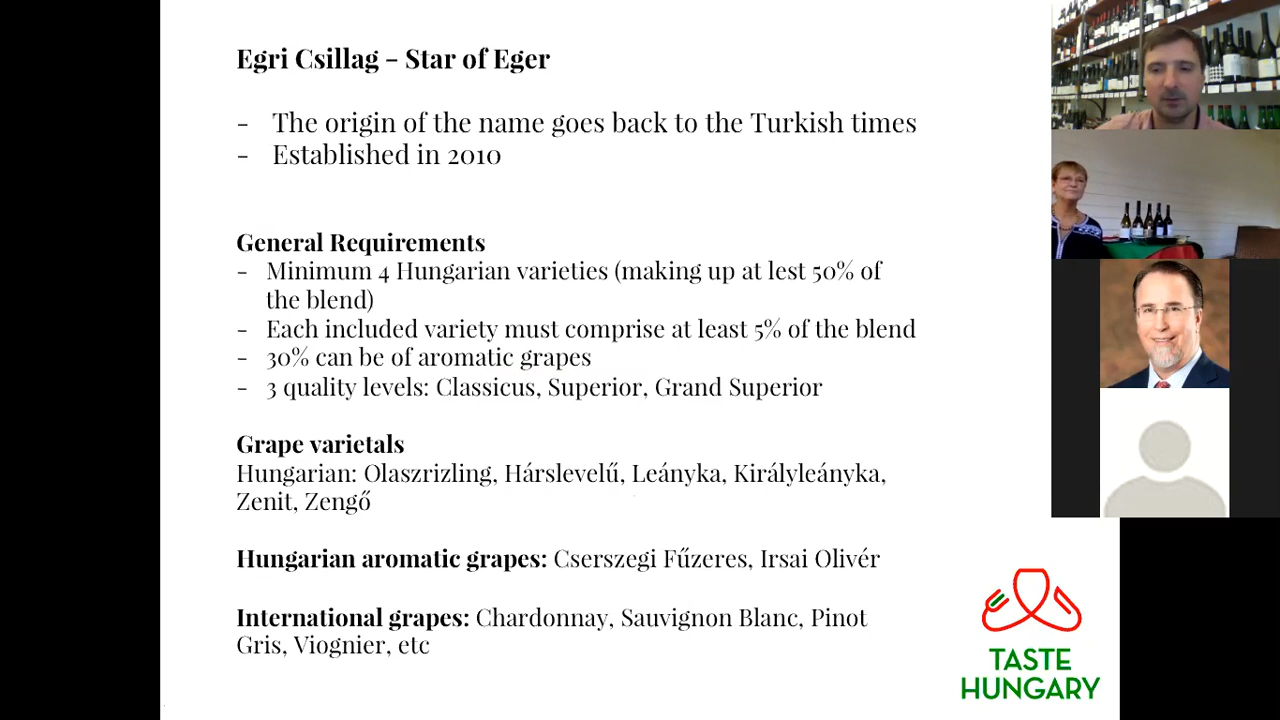 Egri Csillag – Star of Eger
- The origin of the name goes back to the Turkish times
- Established in 2010
General Requirements
- Minimum 4 Hungarian varieties (making up at lest 50% of
the blend)
- Each included variety must comprise at least 5% of the blend
- 30% can be of aromatic grapes
- 3 quality levels: Classicus, Superior, Grand Superior
Grape varietals
Hungarian: Olaszrizling, Hárslevelű, Leányka, Királyleányka,
Zenit, Zengő
Hungarian aromatic grapes: Cserszegi Fűzeres, Irsai Olivér
International grapes: Chardonnay, Sauvignon Blanc, Pinot
Gris, Viognier, etc
TASTE
HUNGARY